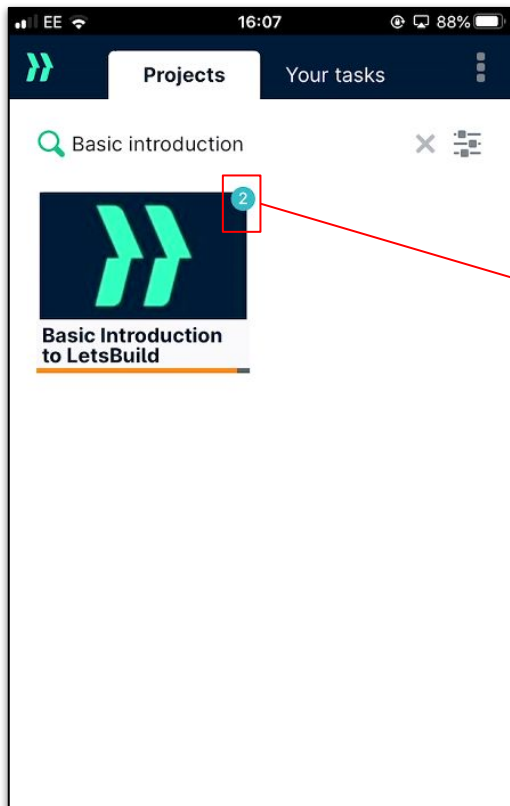 EE 16:07 88%
Projects Your tasks
Basic introduction
2
Basic Introduction
to LetsBuild